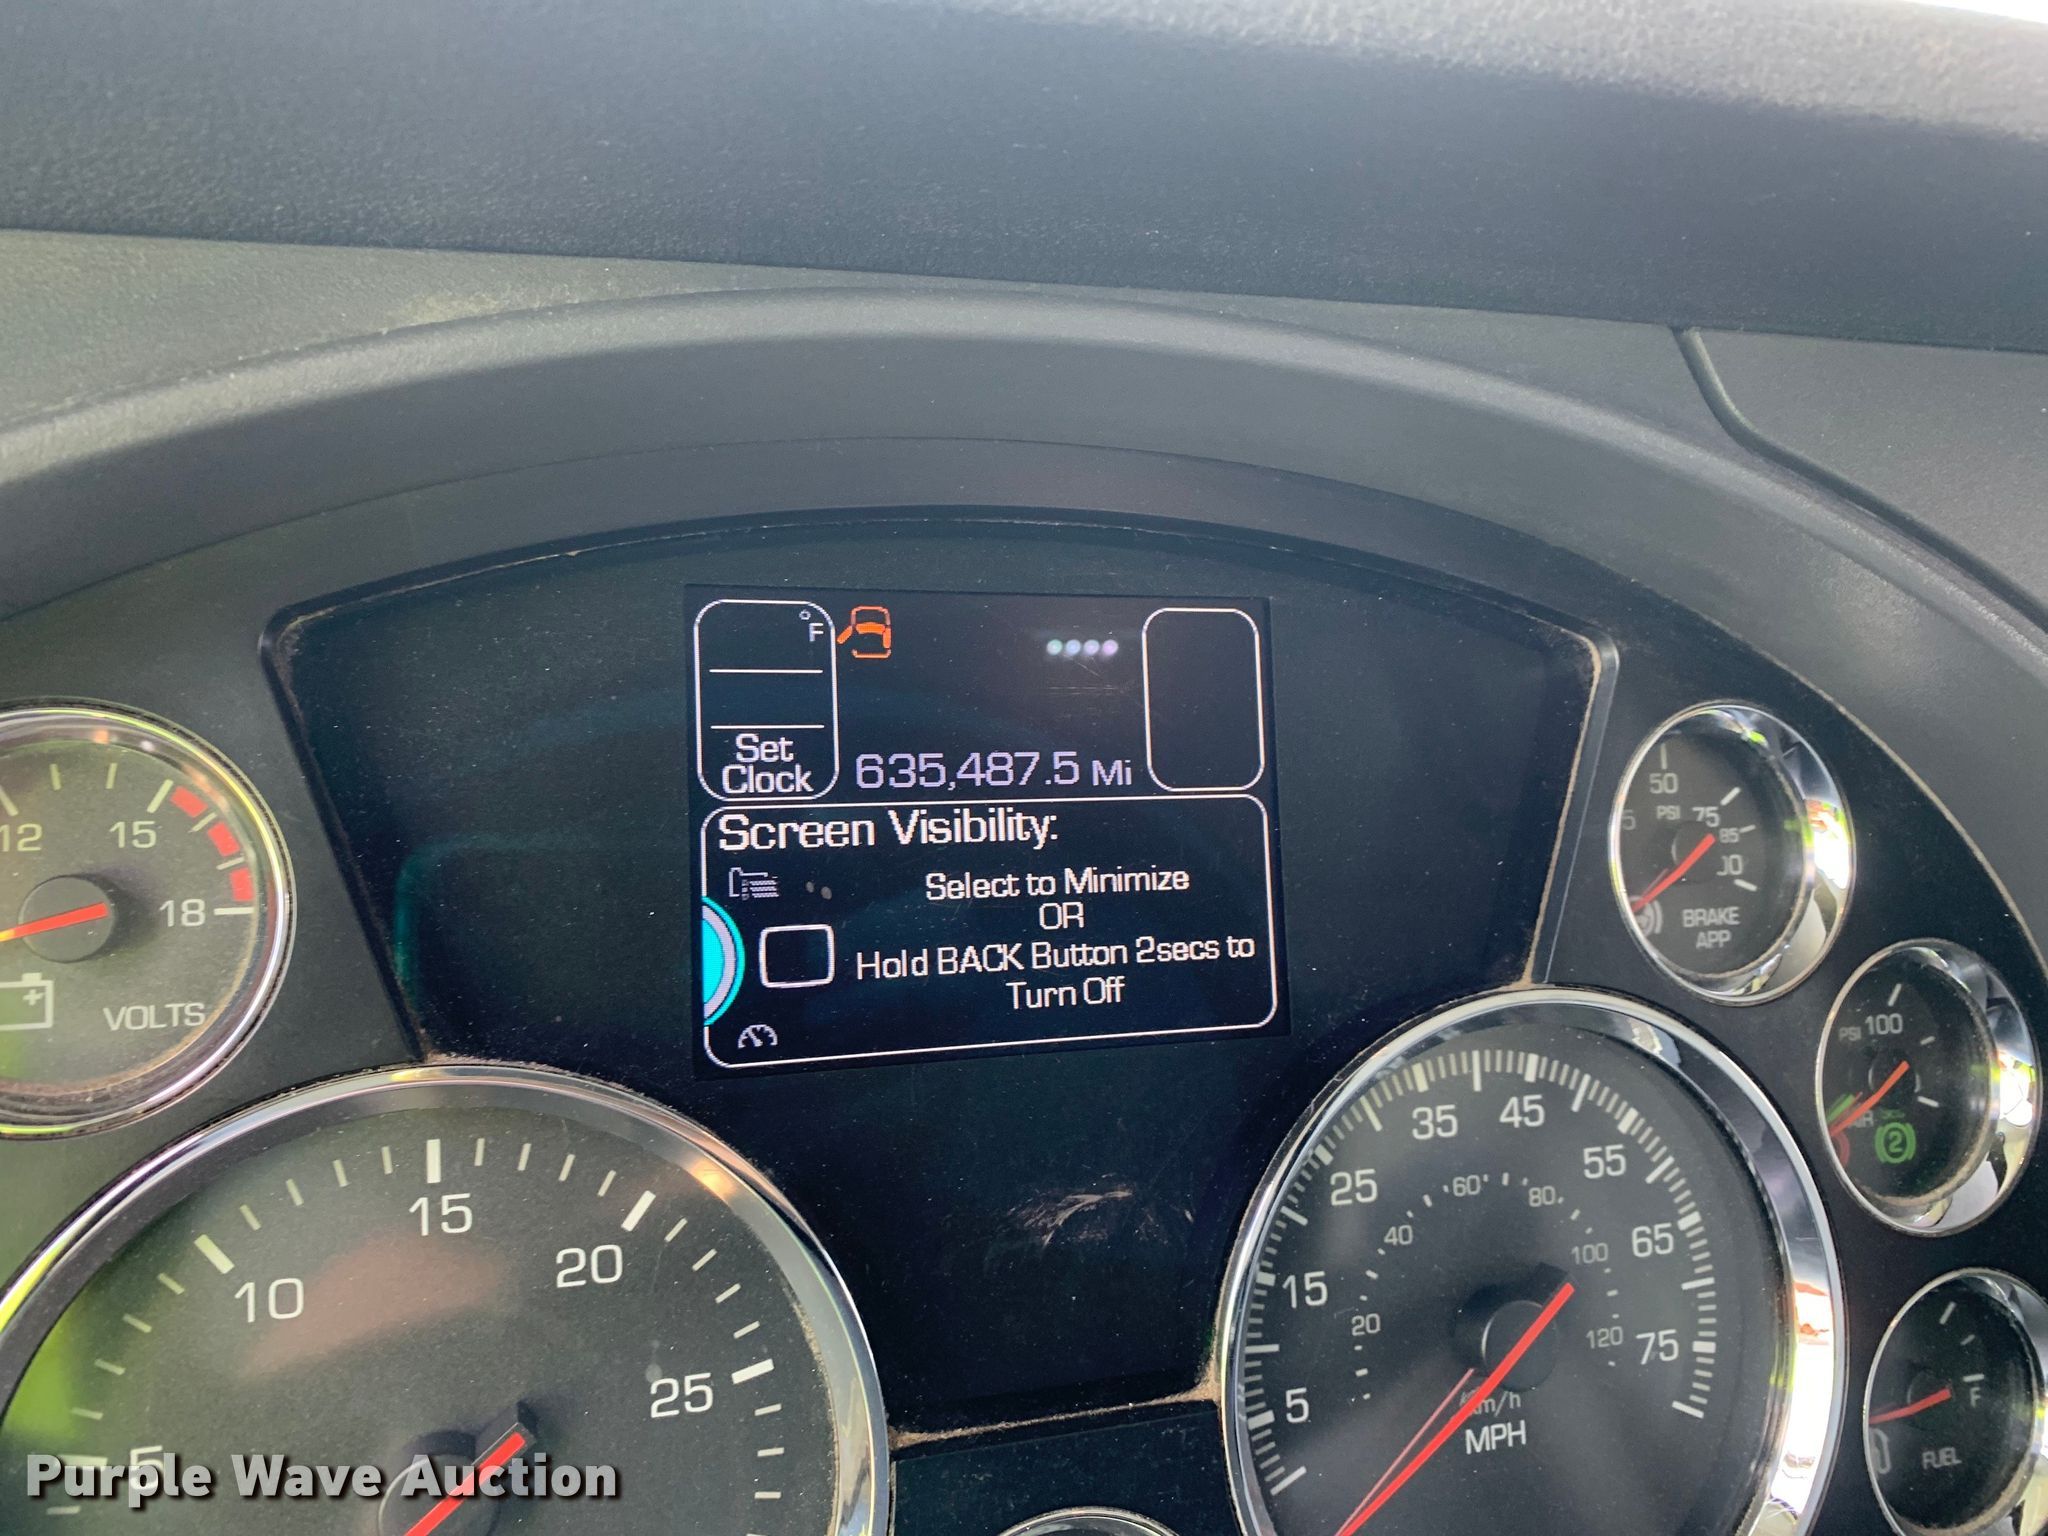 °F
Set
Clock
635,487.5 Mi
Screen Visibility:
Select to Minimize
OR
Hold BACK Button 2secs to
Turn Off
12
15
18
VOLTS
50
PSI
75
85
BRAKE
APP
PSI
100
2
F
FUEL
5
10
15
20
25
5
15
25
35
45
55
65
75
20
40
60
80
100
120
km/h
MPH
Purple Wave Auction